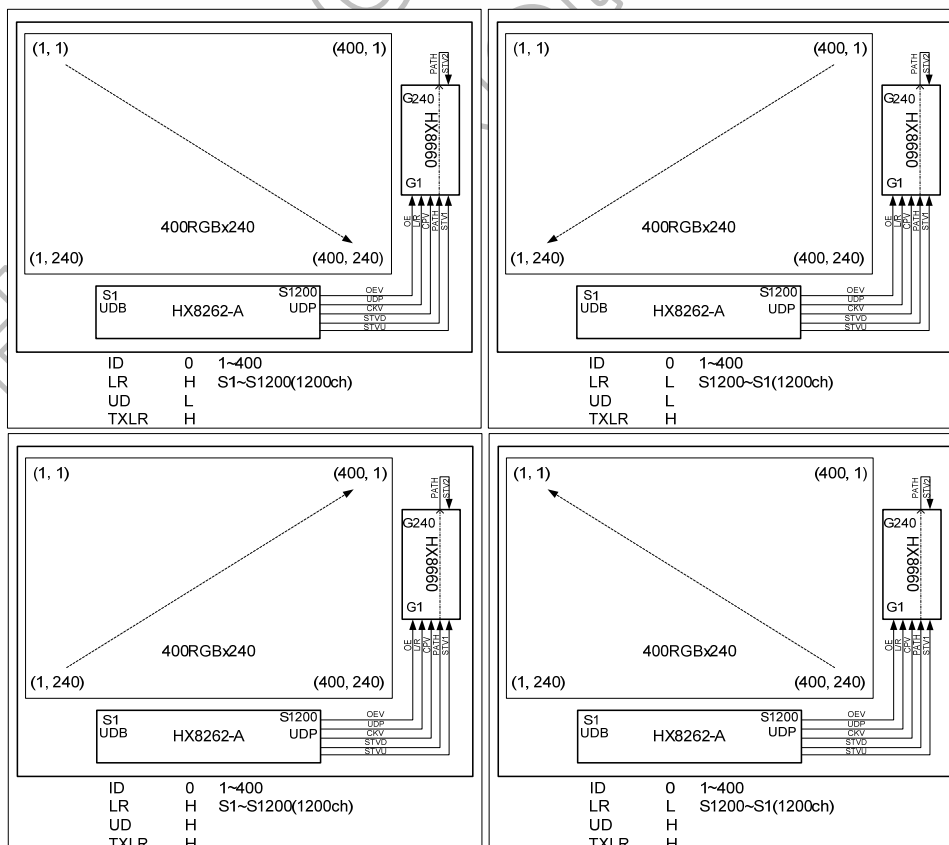 (1, 1) (400, 1)
PATH
STV2
G240
HX8660
G1
OE
L/R
CPV
PATH
STV1
400RGBx240
(1, 240) (400, 240)
S1 S1200
UDB HX8262-A UDP
OEV
UDP
CKV
STVD
STVU
ID 0 1~400
LR H S1~S1200(1200ch)
UD L
TXLR H
(1, 1) (400, 1)
PATH
STV2
G240
HX8660
G1
OE
L/R
CPV
PATH
STV1
400RGBx240
(1, 240) (400, 240)
S1 S1200
UDB HX8262-A UDP
OEV
UDP
CKV
STVD
STVU
ID 0 1~400
LR L S1200~S1(1200ch)
UD L
TXLR H
(1, 1) (400, 1)
PATH
STV2
G240
HX8660
G1
OE
L/R
CPV
PATH
STV1
400RGBx240
(1, 240) (400, 240)
S1 S1200
UDB HX8262-A UDP
OEV
UDP
CKV
STVD
STVU
ID 0 1~400
LR H S1~S1200(1200ch)
UD H
TXLR H
(1, 1) (400, 1)
PATH
STV2
G240
HX8660
G1
OE
L/R
CPV
PATH
STV1
400RGBx240
(1, 240) (400, 240)
S1 S1200
UDB HX8262-A UDP
OEV
UDP
CKV
STVD
STVU
ID 0 1~400
LR L S1200~S1(1200ch)
UD H
TXLR H